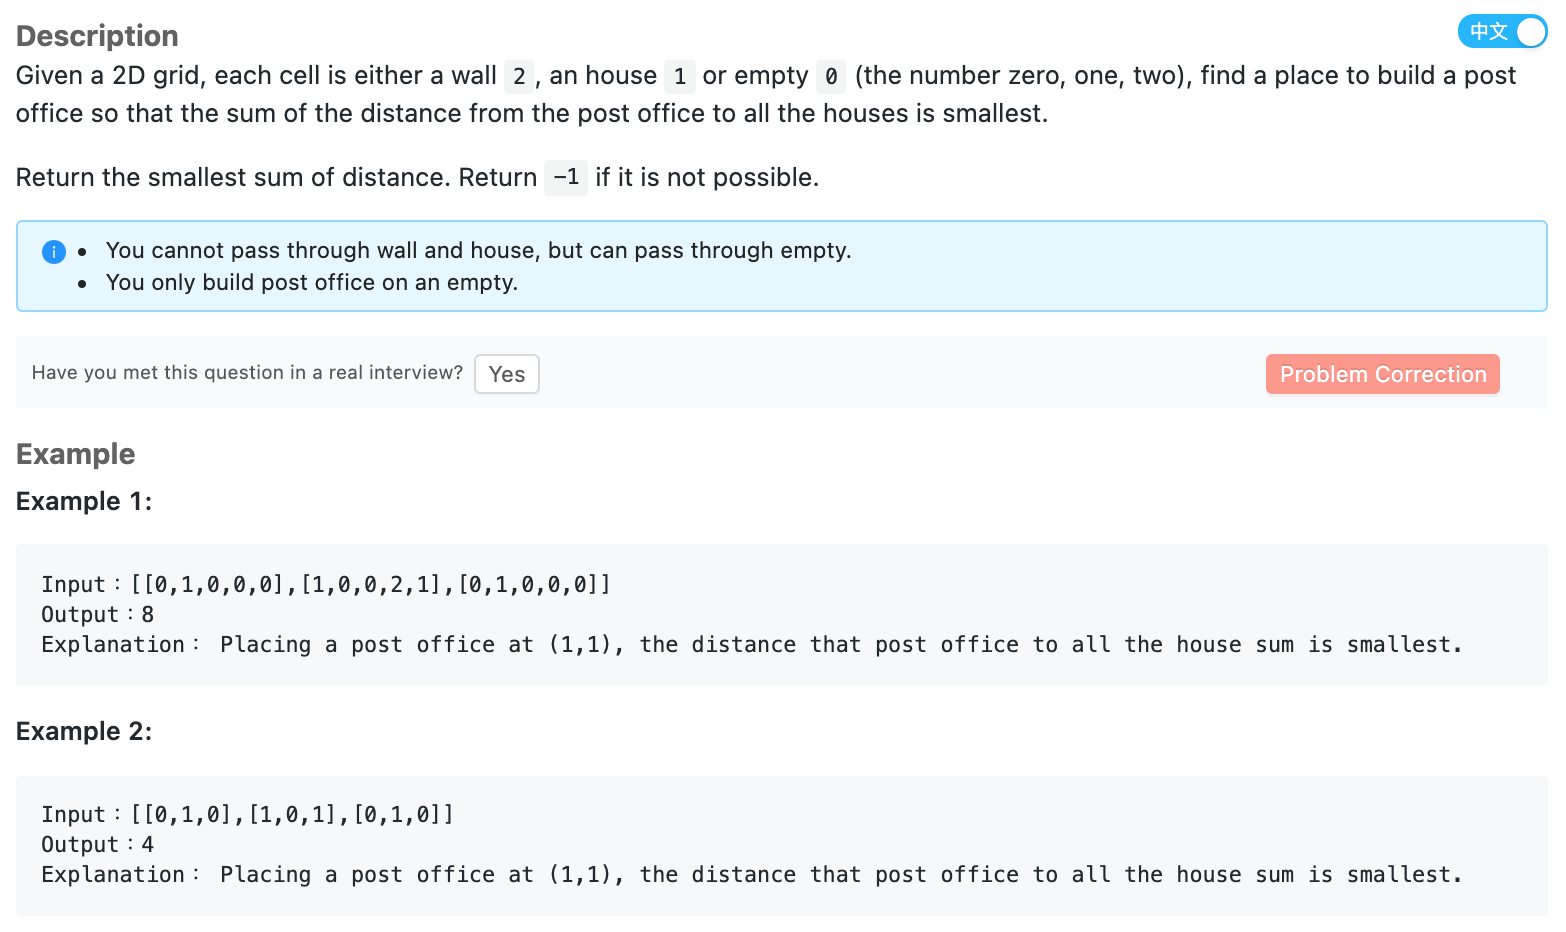 Description
中文
Given a 2D grid, each cell is either a wall 2, an house 1 or empty 0 (the number zero, one, two), find a place to build a post
office so that the sum of the distance from the post office to all the houses is smallest.
Return the smallest sum of distance. Return -1 if it is not possible.
• You cannot pass through wall and house, but can pass through empty.
• You only build post office on an empty.
Have you met this question in a real interview? Yes
Problem Correction
Example
Example 1:
Input：[[0,1,0,0,0],[1,0,0,2,1],[0,1,0,0,0]]
Output：8
Explanation： Placing a post office at (1,1), the distance that post office to all the house sum is smallest.
Example 2:
Input：[[0,1,0],[1,0,1],[0,1,0]]
Output：4
Explanation： Placing a post office at (1,1), the distance that post office to all the house sum is smallest.